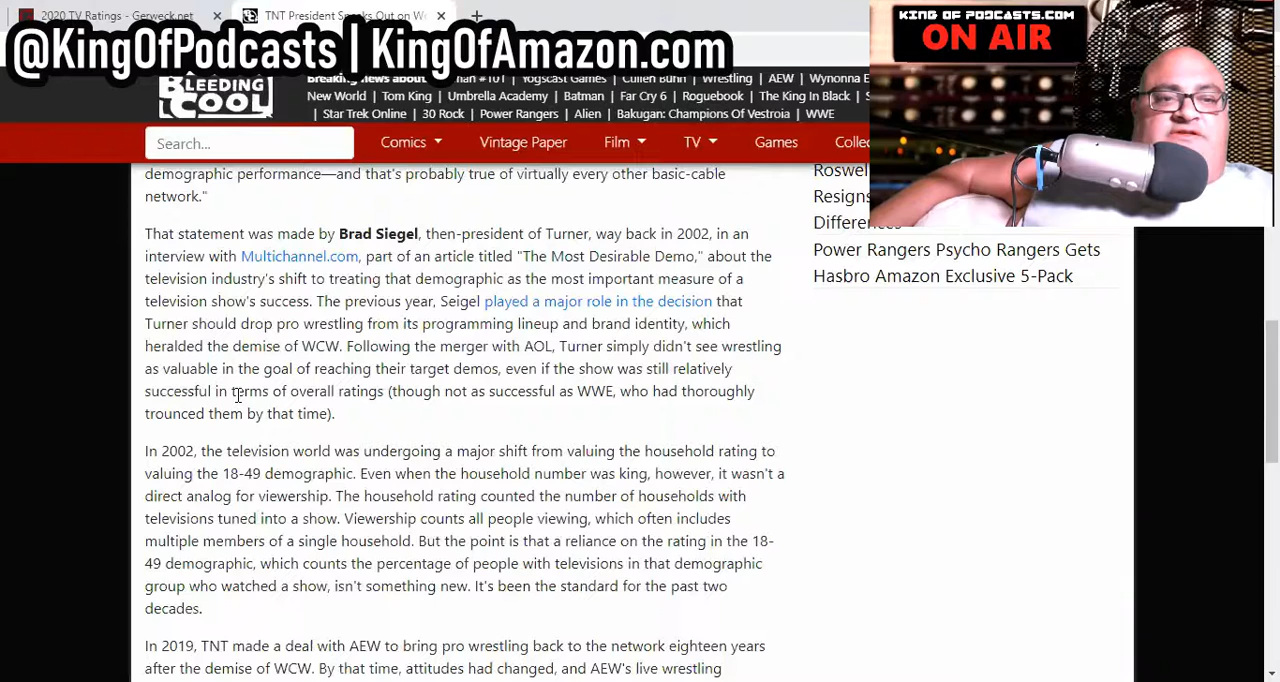 2020 TV Ratings - Gerweck.net
TNT President Speaks Out on W
@KingOfPodcasts | KingOfAmazon.com
KING OF PODCASTS.COM
ON AIR
BLEEDING
COOL
Breaking news about:
#101 | Yogscast Games | Cullen Bunn | Wrestling | AEW | Wynonna E
New World | Tom King | Umbrella Academy | Batman | Far Cry 6 | Roguebook | The King In Black | S
| Star Trek Online | 30 Rock | Power Rangers | Alien | Bakugan: Champions Of Vestroia | WWE
Search...
Comics
Vintage Paper
Film
TV
Games
Collec
demographic performance—and that's probably true of virtually every other basic-cable
network."
That statement was made by Brad Siegel, then-president of Turner, way back in 2002, in an
interview with Multichannel.com, part of an article titled "The Most Desirable Demo," about the
television industry's shift to treating that demographic as the most important measure of a
television show's success. The previous year, Seigel played a major role in the decision that
Turner should drop pro wrestling from its programming lineup and brand identity, which
heralded the demise of WCW. Following the merger with AOL, Turner simply didn't see wrestling
as valuable in the goal of reaching their target demos, even if the show was still relatively
successful in terms of overall ratings (though not as successful as WWE, who had thoroughly
trounced them by that time).
In 2002, the television world was undergoing a major shift from valuing the household rating to
valuing the 18-49 demographic. Even when the household number was king, however, it wasn't a
direct analog for viewership. The household rating counted the number of households with
televisions tuned into a show. Viewership counts all people viewing, which often includes
multiple members of a single household. But the point is that a reliance on the rating in the 18-
49 demographic, which counts the percentage of people with televisions in that demographic
group who watched a show, isn't something new. It's been the standard for the past two
decades.
In 2019, TNT made a deal with AEW to bring pro wrestling back to the network eighteen years
after the demise of WCW. By that time, attitudes had changed, and AEW's live wrestling
Roswell
Resigns
Differences
Power Rangers Psycho Rangers Gets
Hasbro Amazon Exclusive 5-Pack